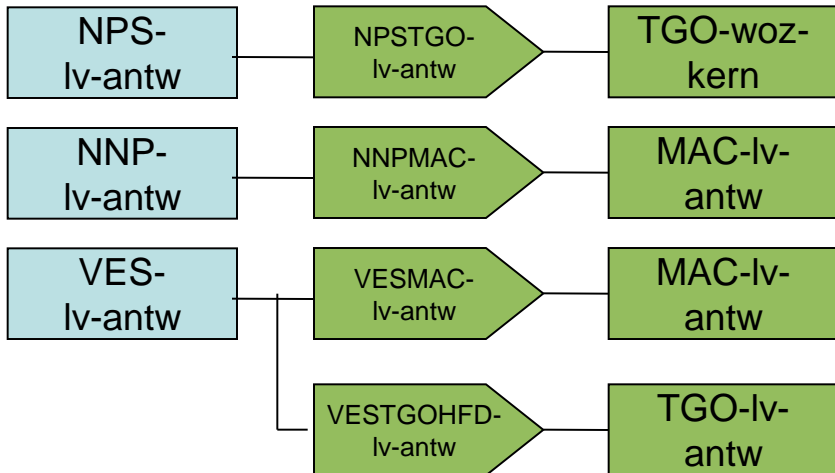 NPS-
lv-antw
NPSTGO-
lv-antw
TGO-woz-
kern
NNP-
lv-antw
NNPMAC-
lv-antw
MAC-lv-
antw
VES-
lv-antw
VESMAC-
lv-antw
MAC-lv-
antw
VESTGOHFD-
lv-antw
TGO-lv-
antw